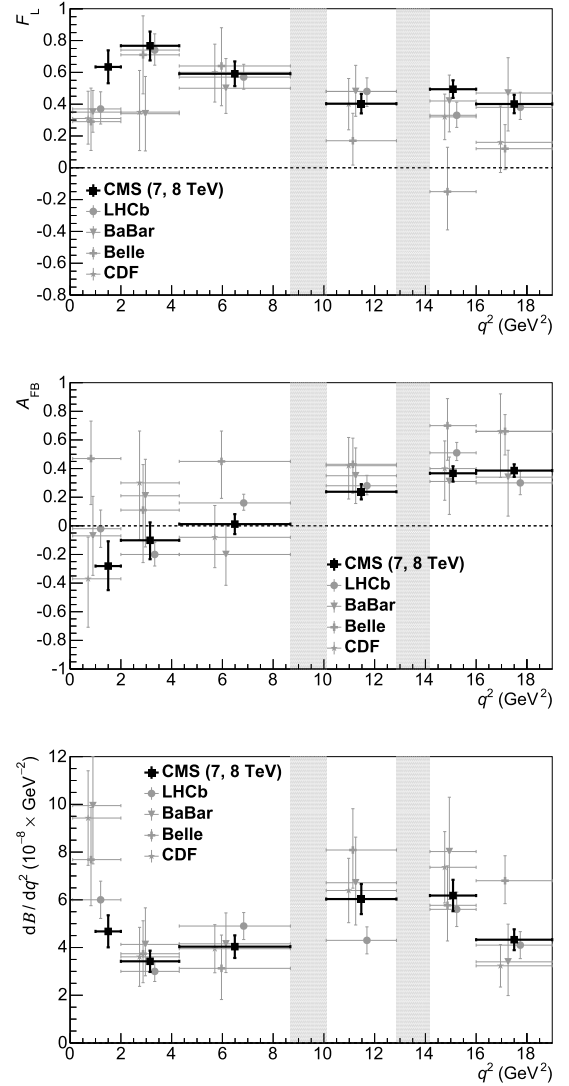 F_L
1
0.8
0.6
0.4
0.2
0
-0.2
-0.4
-0.6
-0.8
CMS (7, 8 TeV)
LHCb
BaBar
Belle
CDF
0 2 4 6 8 10 12 14 16 18
q² (GeV²)
A_FB
1
0.8
0.6
0.4
0.2
0
-0.2
-0.4
-0.6
-0.8
-1
CMS (7, 8 TeV)
LHCb
BaBar
Belle
CDF
0 2 4 6 8 10 12 14 16 18
q² (GeV²)
dB / dq² (10⁻⁸ × GeV⁻²)
12
10
8
6
4
2
0
CMS (7, 8 TeV)
LHCb
BaBar
Belle
CDF
0 2 4 6 8 10 12 14 16 18
q² (GeV²)